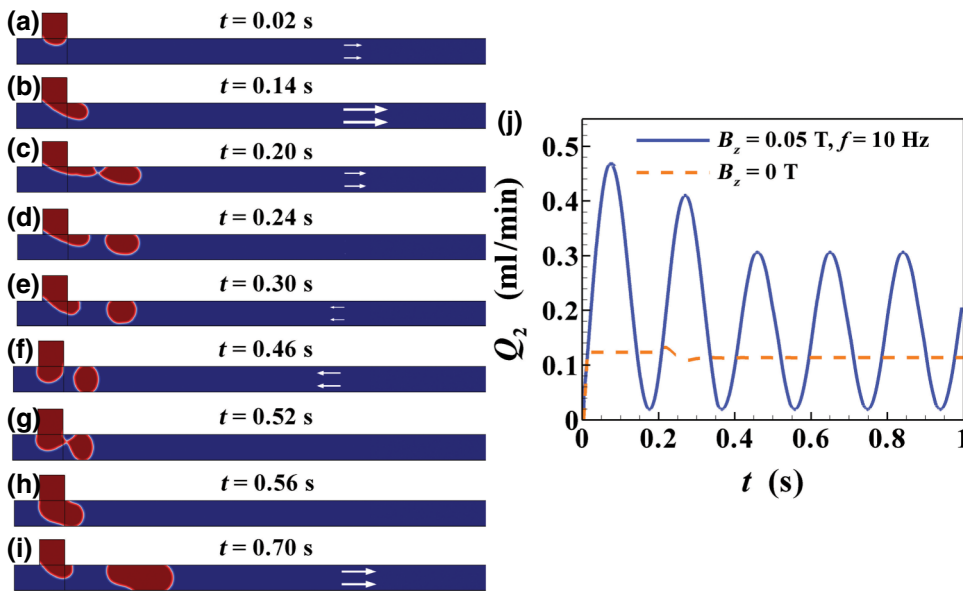 (a) t = 0.02 s
(b) t = 0.14 s
(c) t = 0.20 s
(d) t = 0.24 s
(e) t = 0.30 s
(f) t = 0.46 s
(g) t = 0.52 s
(h) t = 0.56 s
(i) t = 0.70 s
(j)
B_z = 0.05 T, f = 10 Hz
B_z = 0 T
Q_2 (ml/min)
0.5
0.4
0.3
0.2
0.1
0
0 0.2 0.4 0.6 0.8 1
t (s)